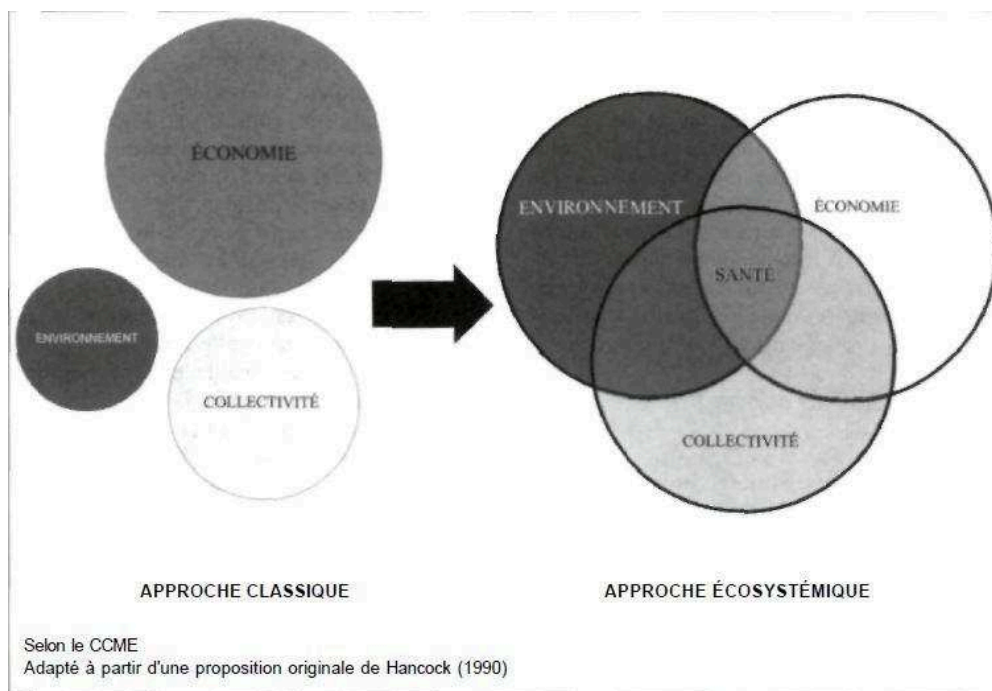 ÉCONOMIE
ENVIRONNEMENT
COLLECTIVITÉ
ENVIRONNEMENT
ÉCONOMIE
SANTÉ
COLLECTIVITÉ
APPROCHE CLASSIQUE
APPROCHE ÉCOSYSTÉMIQUE
Selon le CCME
Adapté à partir d'une proposition originale de Hancock (1990)